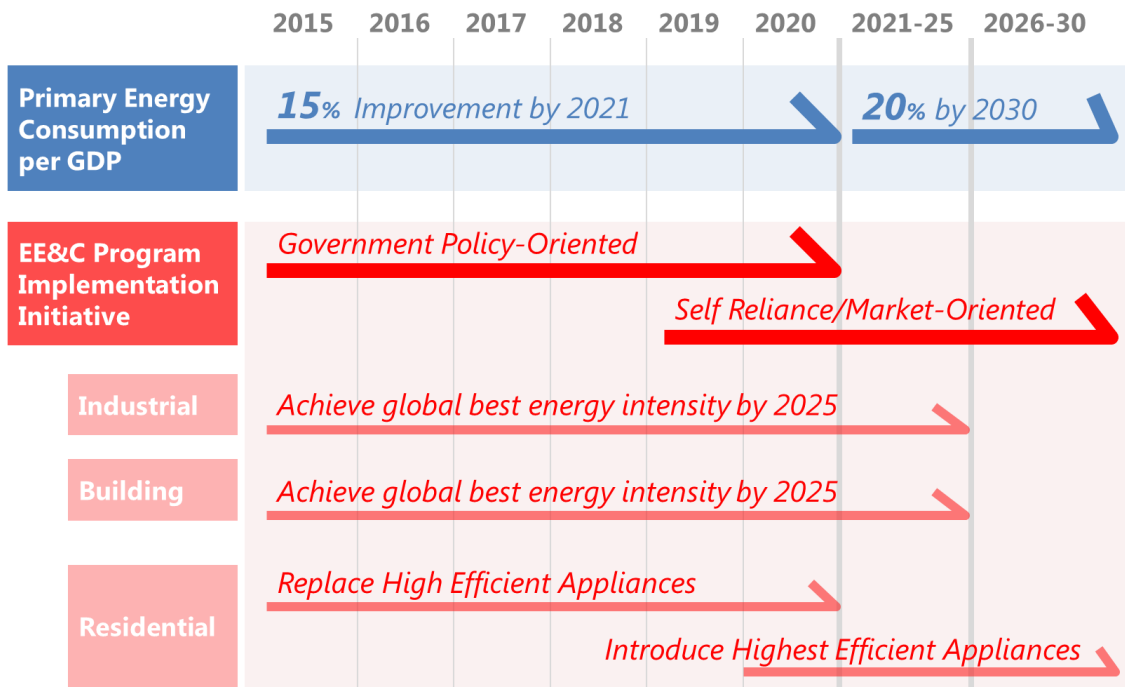 2015 2016 2017 2018 2019 2020 2021-25 2026-30
Primary Energy
Consumption
per GDP
15% Improvement by 2021
20% by 2030
EE&C Program
Implementation
Initiative
Government Policy-Oriented
Self Reliance/Market-Oriented
Industrial
Achieve global best energy intensity by 2025
Building
Achieve global best energy intensity by 2025
Residential
Replace High Efficient Appliances
Introduce Highest Efficient Appliances